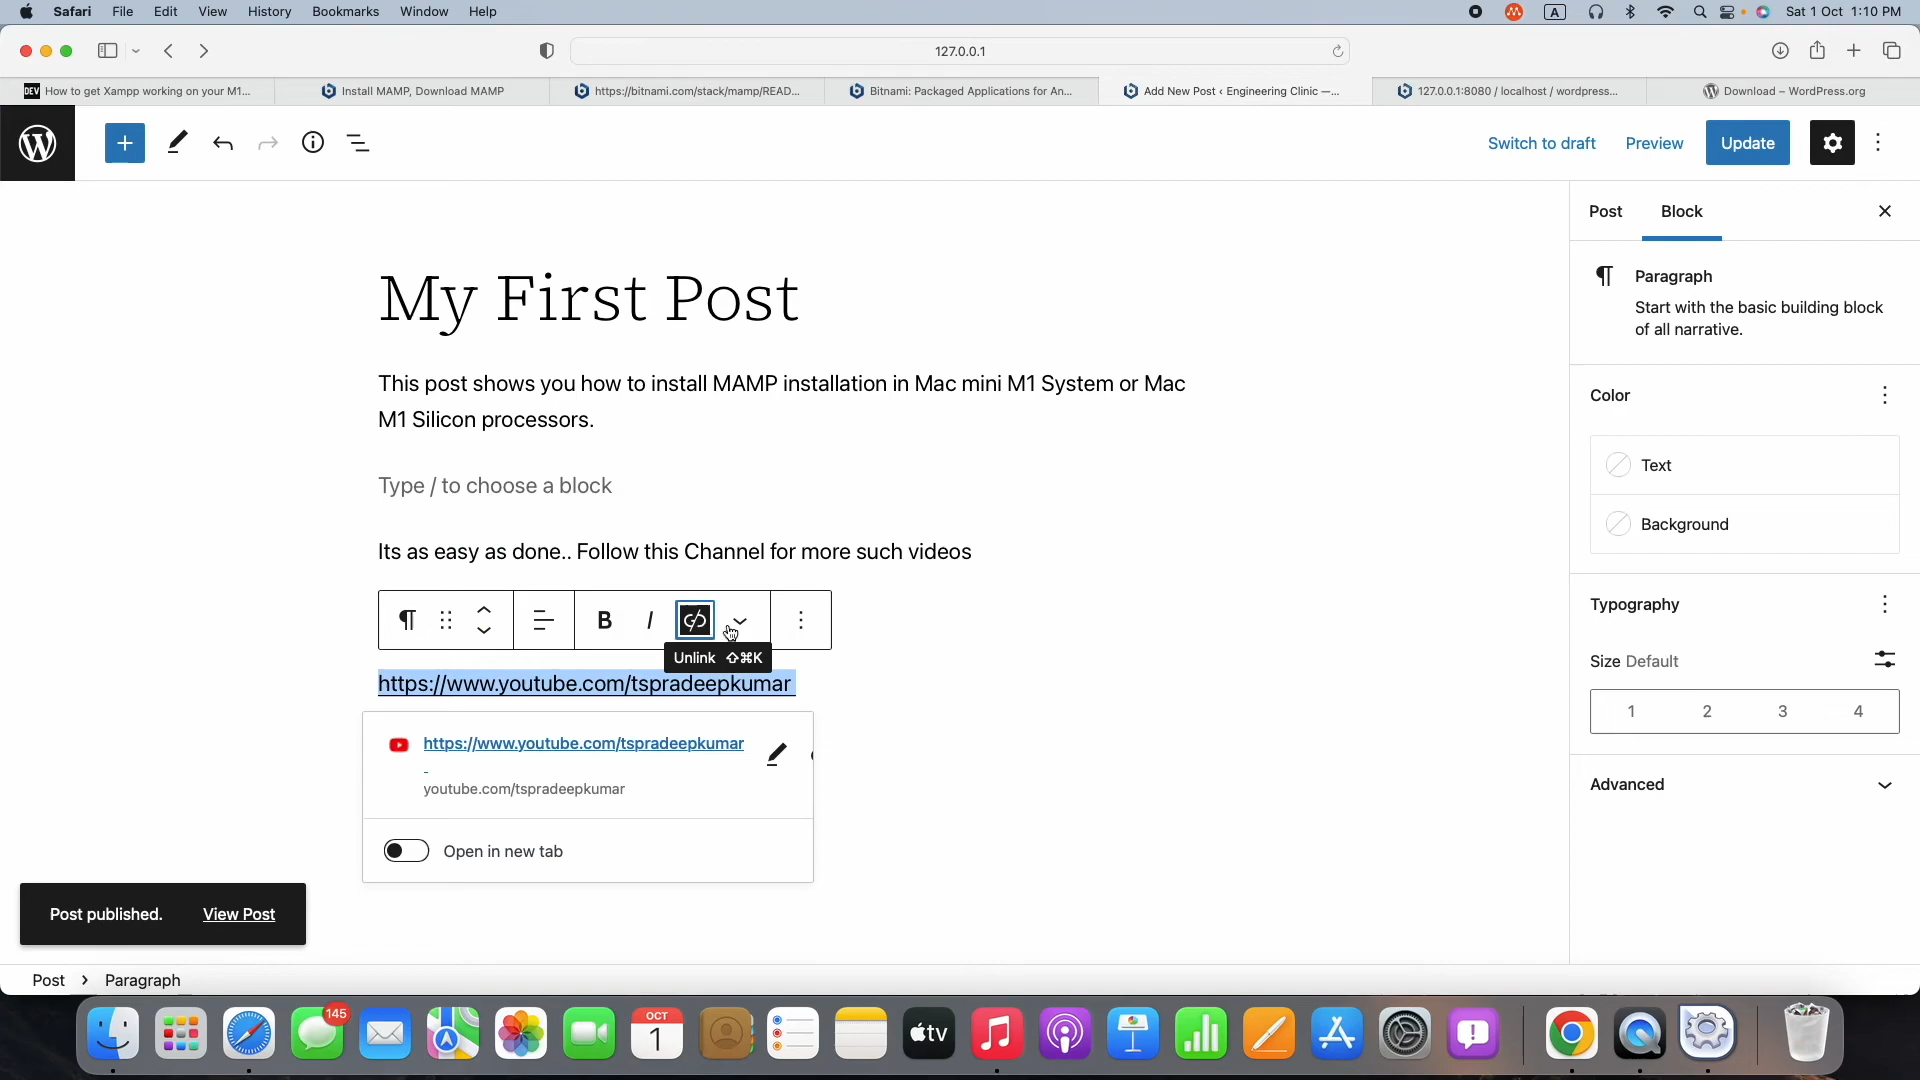 Safari File Edit View History Bookmarks Window Help A Sat 1 Oct 1:10 PM
127.0.0.1
DEV How to get Xampp working on your M1... Install MAMP, Download MAMP https://bitnami.com/stack/mamp/READ... Bitnami: Packaged Applications for An... Add New Post ‹ Engineering Clinic —... 127.0.0.1:8080 / localhost / wordpress... Download – WordPress.org
Switch to draft Preview Update
Post Block
My First Post
Paragraph
Start with the basic building block
of all narrative.
This post shows you how to install MAMP installation in Mac mini M1 System or Mac
M1 Silicon processors.
Color
Text
Type / to choose a block
Background
Its as easy as done.. Follow this Channel for more such videos
Typography
B I
Unlink ⇧⌘K
Size Default
https://www.youtube.com/tspradeepkumar
1 2 3 4
https://www.youtube.com/tspradeepkumar
youtube.com/tspradeepkumar
Advanced
Open in new tab
Post published. View Post
Post › Paragraph
145
OCT
1
tv